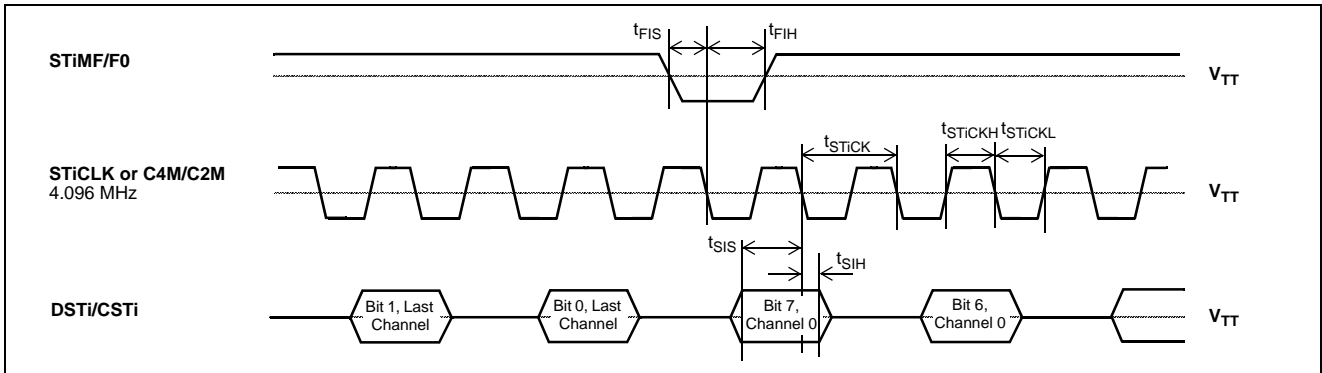 tFIS tFIH
STiMF/F0
VTT
tSTiCK tSTiCKH tSTiCKL
STiCLK or C4M/C2M
4.096 MHz
VTT
tSIS
tSIH
DSTi/CSTi
Bit 1, Last
Channel
Bit 0, Last
Channel
Bit 7,
Channel 0
Bit 6,
Channel 0
VTT